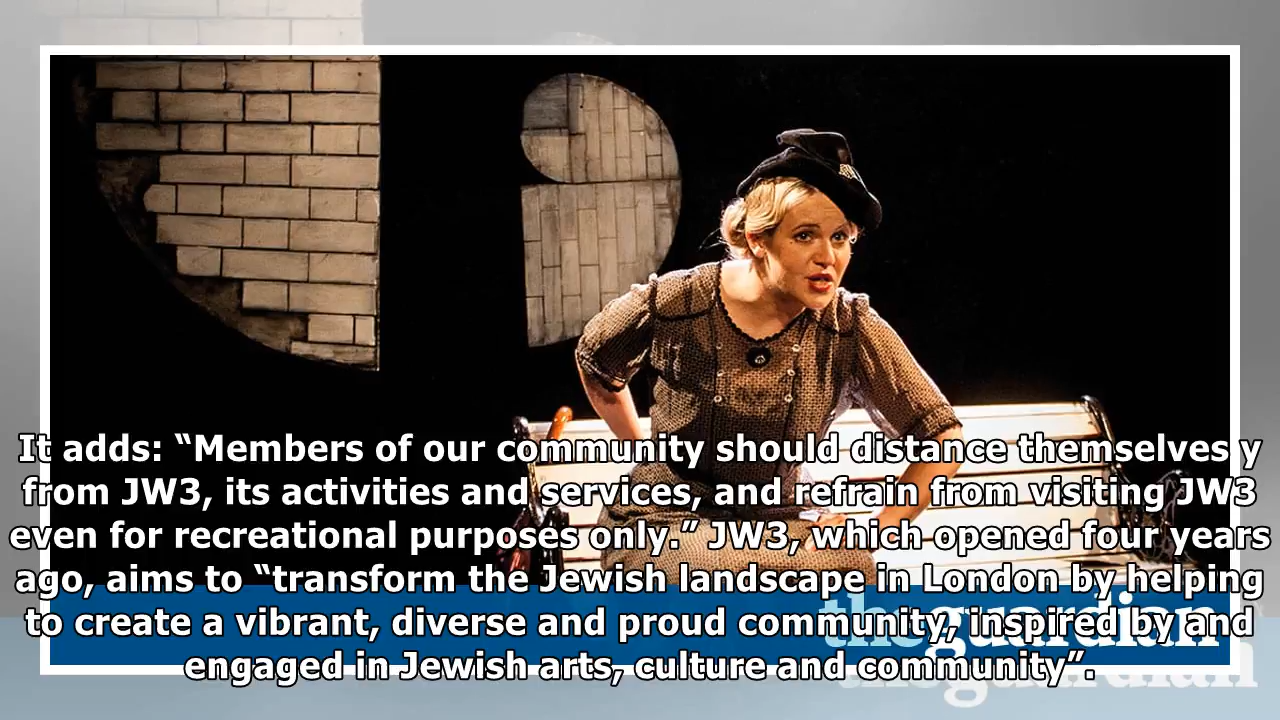 It adds: “Members of our community should distance themselves y
from JW3, its activities and services, and refrain from visiting JW3
even for recreational purposes only.” JW3, which opened four years
ago, aims to “transform the Jewish landscape in London by helping
to create a vibrant, diverse and proud community, inspired by and
engaged in Jewish arts, culture and community”.
theguardian
theguardian